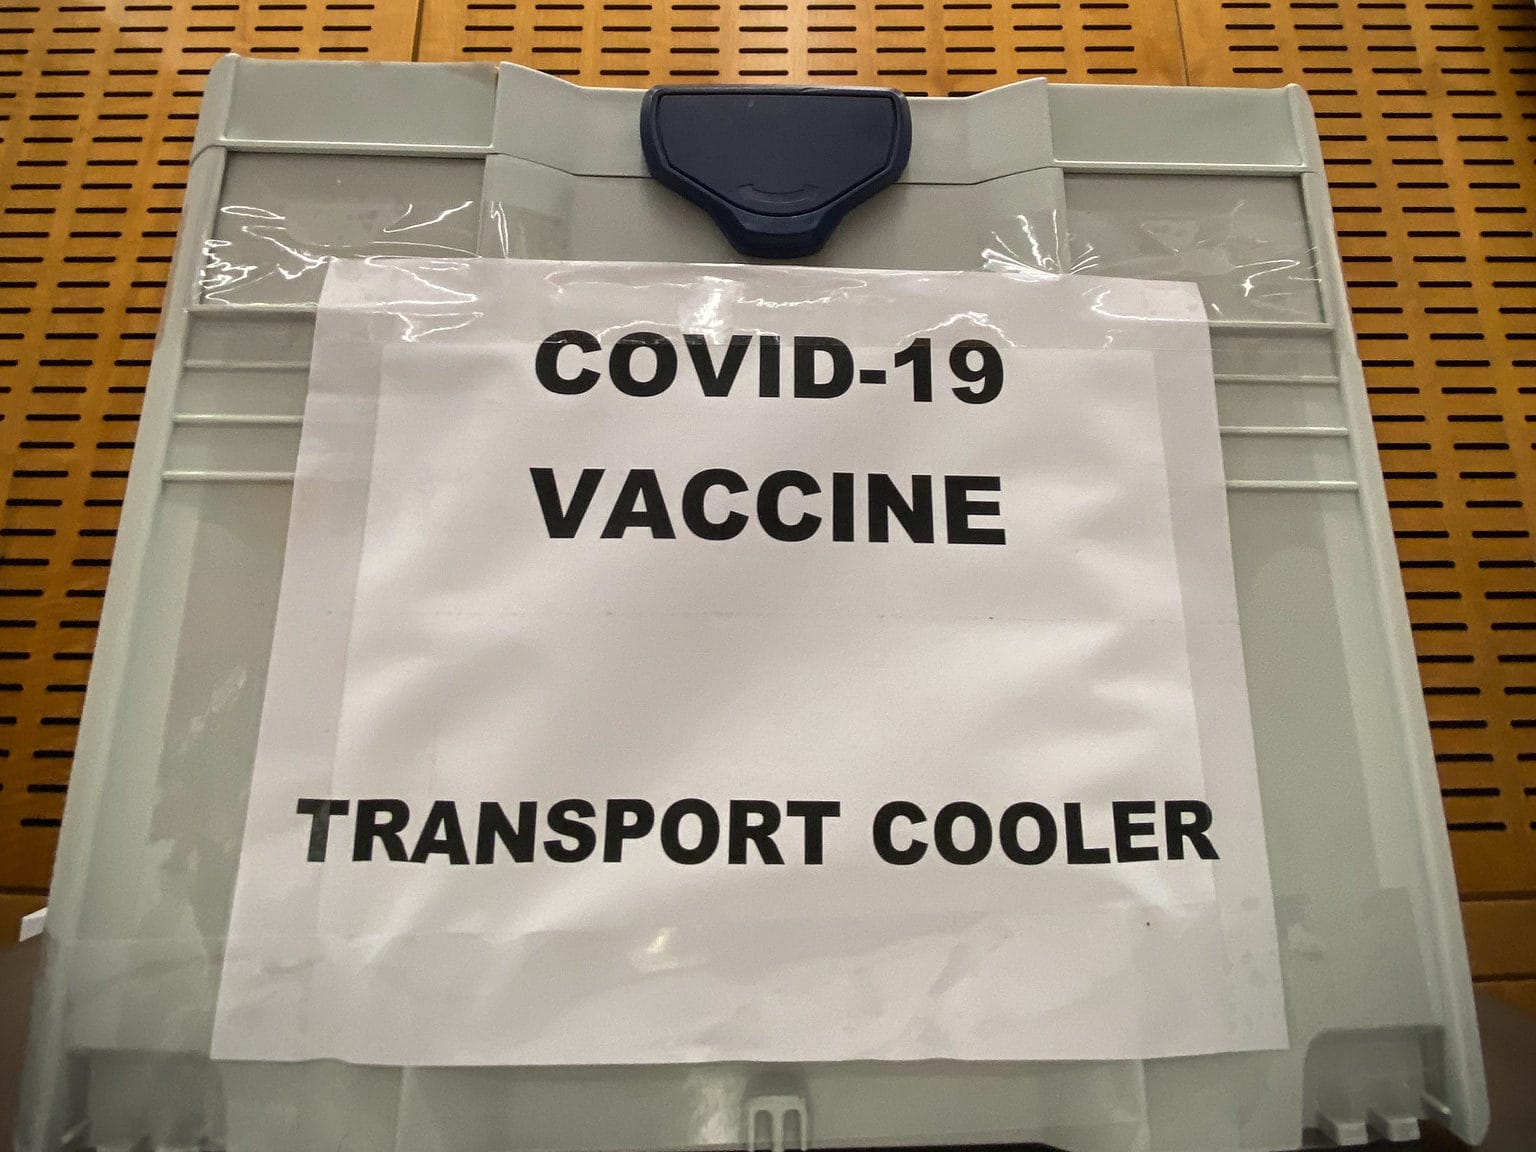 COVID-19
VACCINE
TRANSPORT COOLER